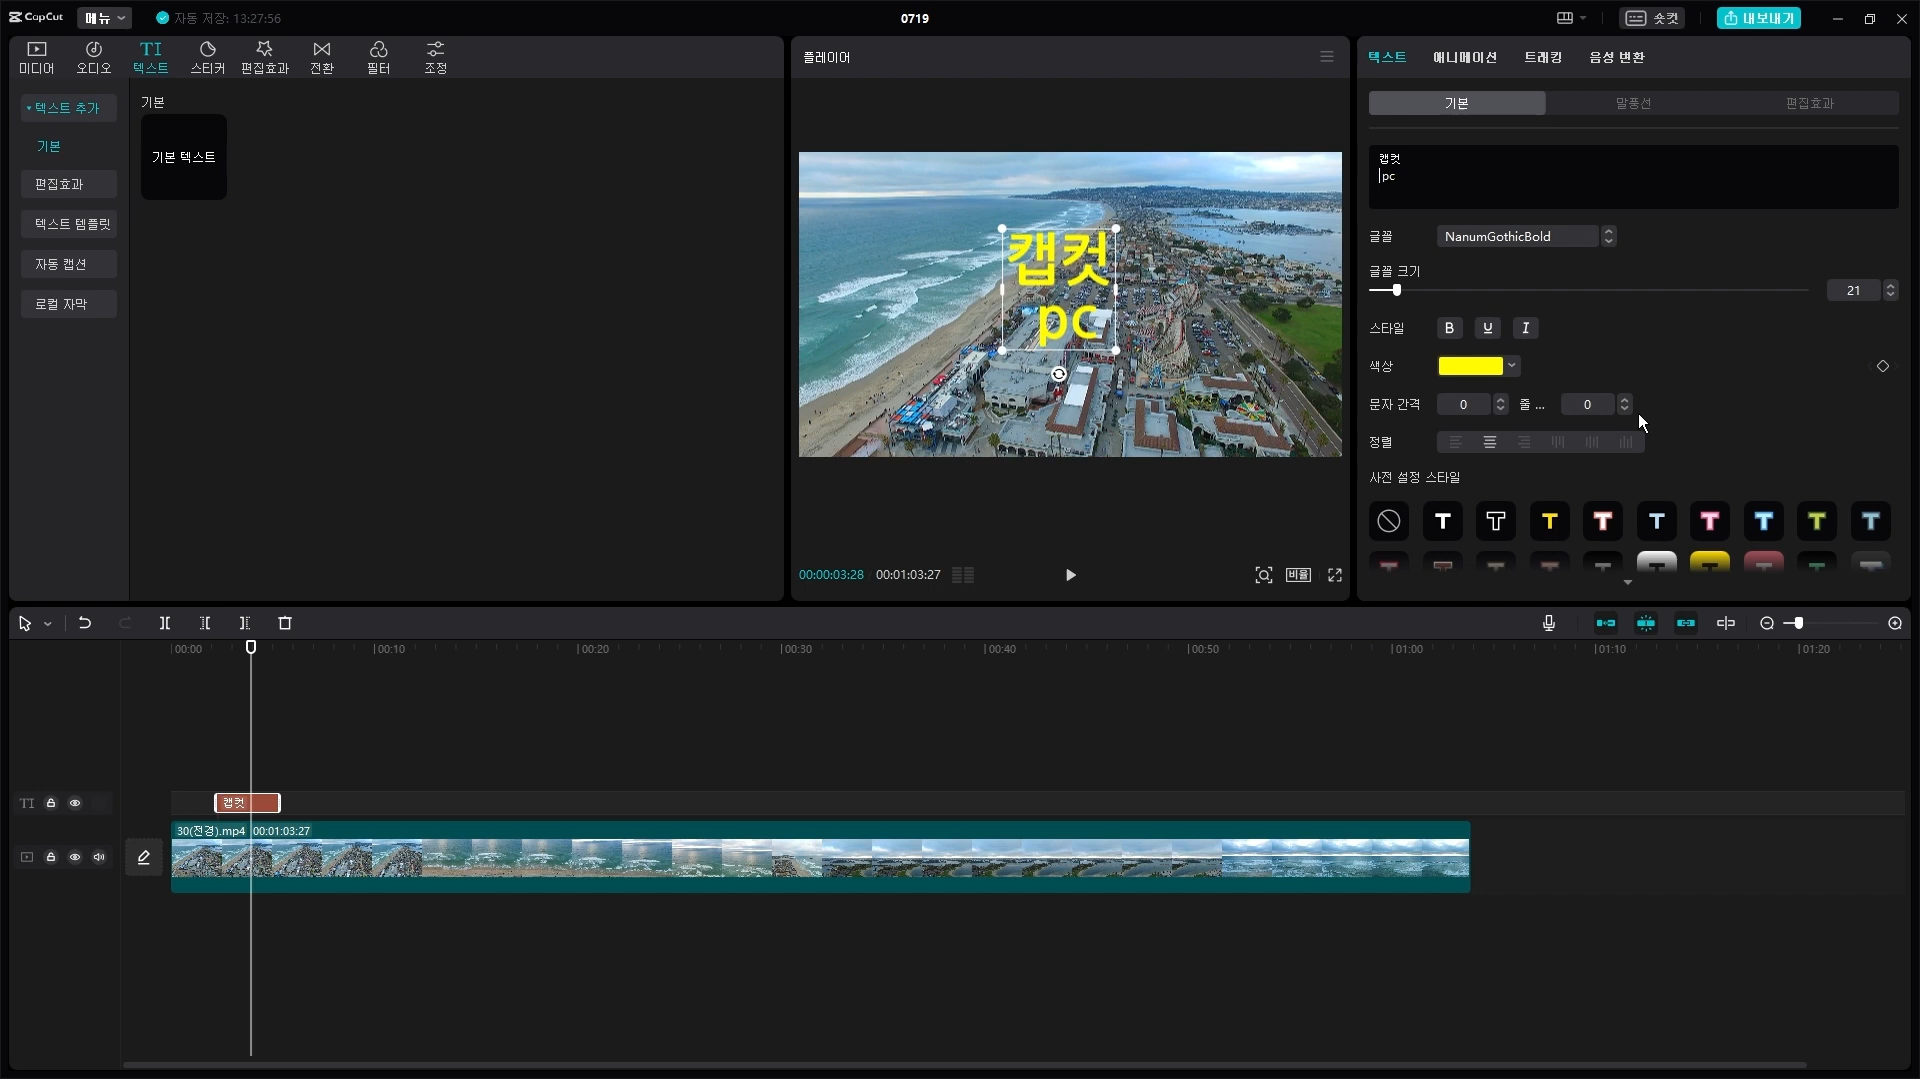 CapCut
메뉴
자동 저장: 13:27:56
0719
숏컷
내보내기
미디어
오디오
TI
텍스트
스티커
편집효과
전환
필터
조정
텍스트 추가
기본
편집효과
텍스트 템플릿
자동 캡션
로컬 자막
기본
기본 텍스트
플레이어
캡컷
pc
00:00:03:28
00:01:03:27
비율
텍스트
애니메이션
트래킹
음성 변환
기본
말풍선
편집효과
캡컷
pc
글꼴
NanumGothicBold
글꼴 크기
21
스타일
B
U
I
색상
문자 간격
0
줄 ...
0
정렬
사전 설정 스타일
T
T
T
T
T
T
T
T
T
00:00
00:10
00:20
00:30
00:40
00:50
01:00
01:10
01:20
TI
캡컷
30(전경).mp4
00:01:03:27